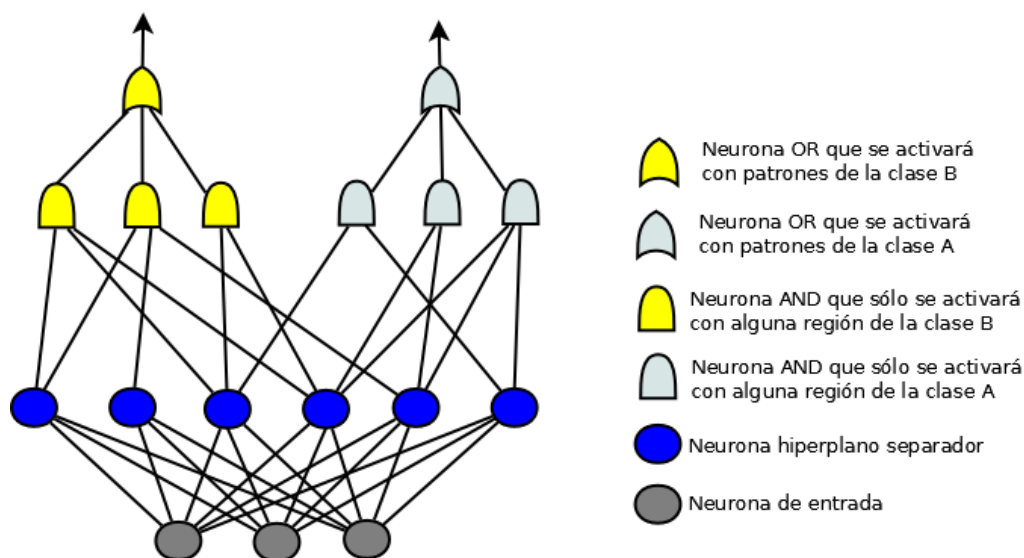 Neurona OR que se activará
con patrones de la clase B
Neurona OR que se activará
con patrones de la clase A
Neurona AND que sólo se activará
con alguna región de la clase B
Neurona AND que sólo se activará
con alguna región de la clase A
Neurona hiperplano separador
Neurona de entrada